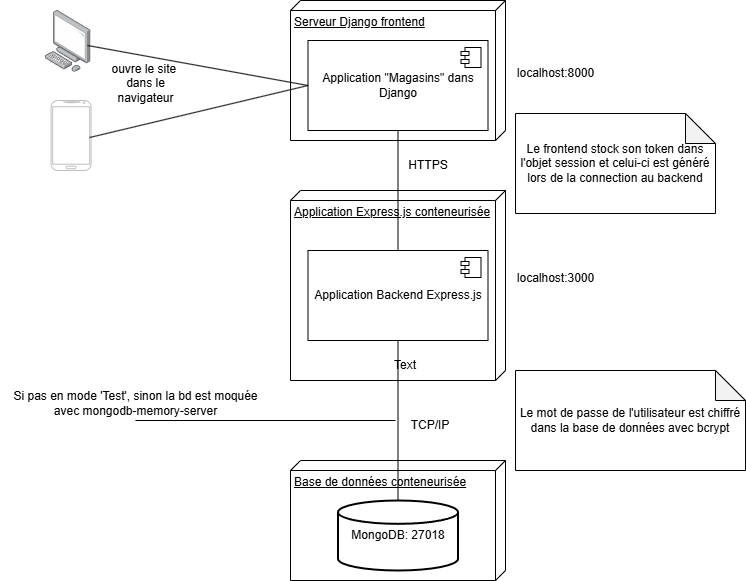 Serveur Django frontend
Application "Magasins" dans
Django
ouvre le site
dans le
navigateur
localhost:8000
Le frontend stock son token dans
l'objet session et celui-ci est généré
lors de la connection au backend
HTTPS
Application Express.js conteneurisée
Application Backend Express.js
localhost:3000
Text
Si pas en mode 'Test', sinon la bd est moquée
avec mongodb-memory-server
TCP/IP
Le mot de passe de l'utilisateur est chiffré
dans la base de données avec bcrypt
Base de données conteneurisée
MongoDB: 27018